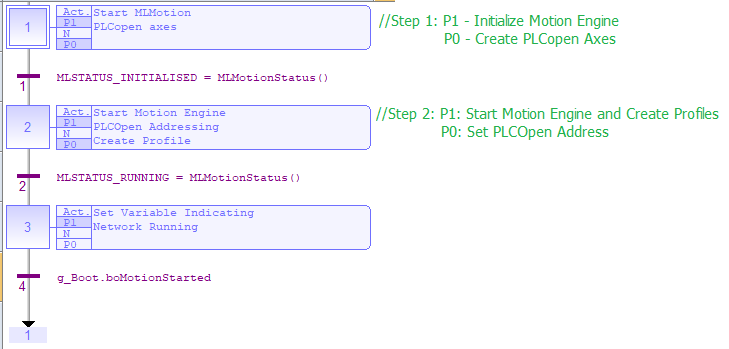 1
Act.
P1
N
P0
Start MLMotion
PLCopen axes
//Step 1: P1 - Initialize Motion Engine
P0 - Create PLCopen Axes
1
MLSTATUS_INITIALISED = MLMotionStatus()
2
Act.
P1
N
P0
Start Motion Engine
PLCOpen Addressing
Create Profile
//Step 2: P1: Start Motion Engine and Create Profiles
P0: Set PLCOpen Address
2
MLSTATUS_RUNNING = MLMotionStatus()
3
Act.
P1
N
P0
Set Variable Indicating
Network Running
4
g_Boot.boMotionStarted
1